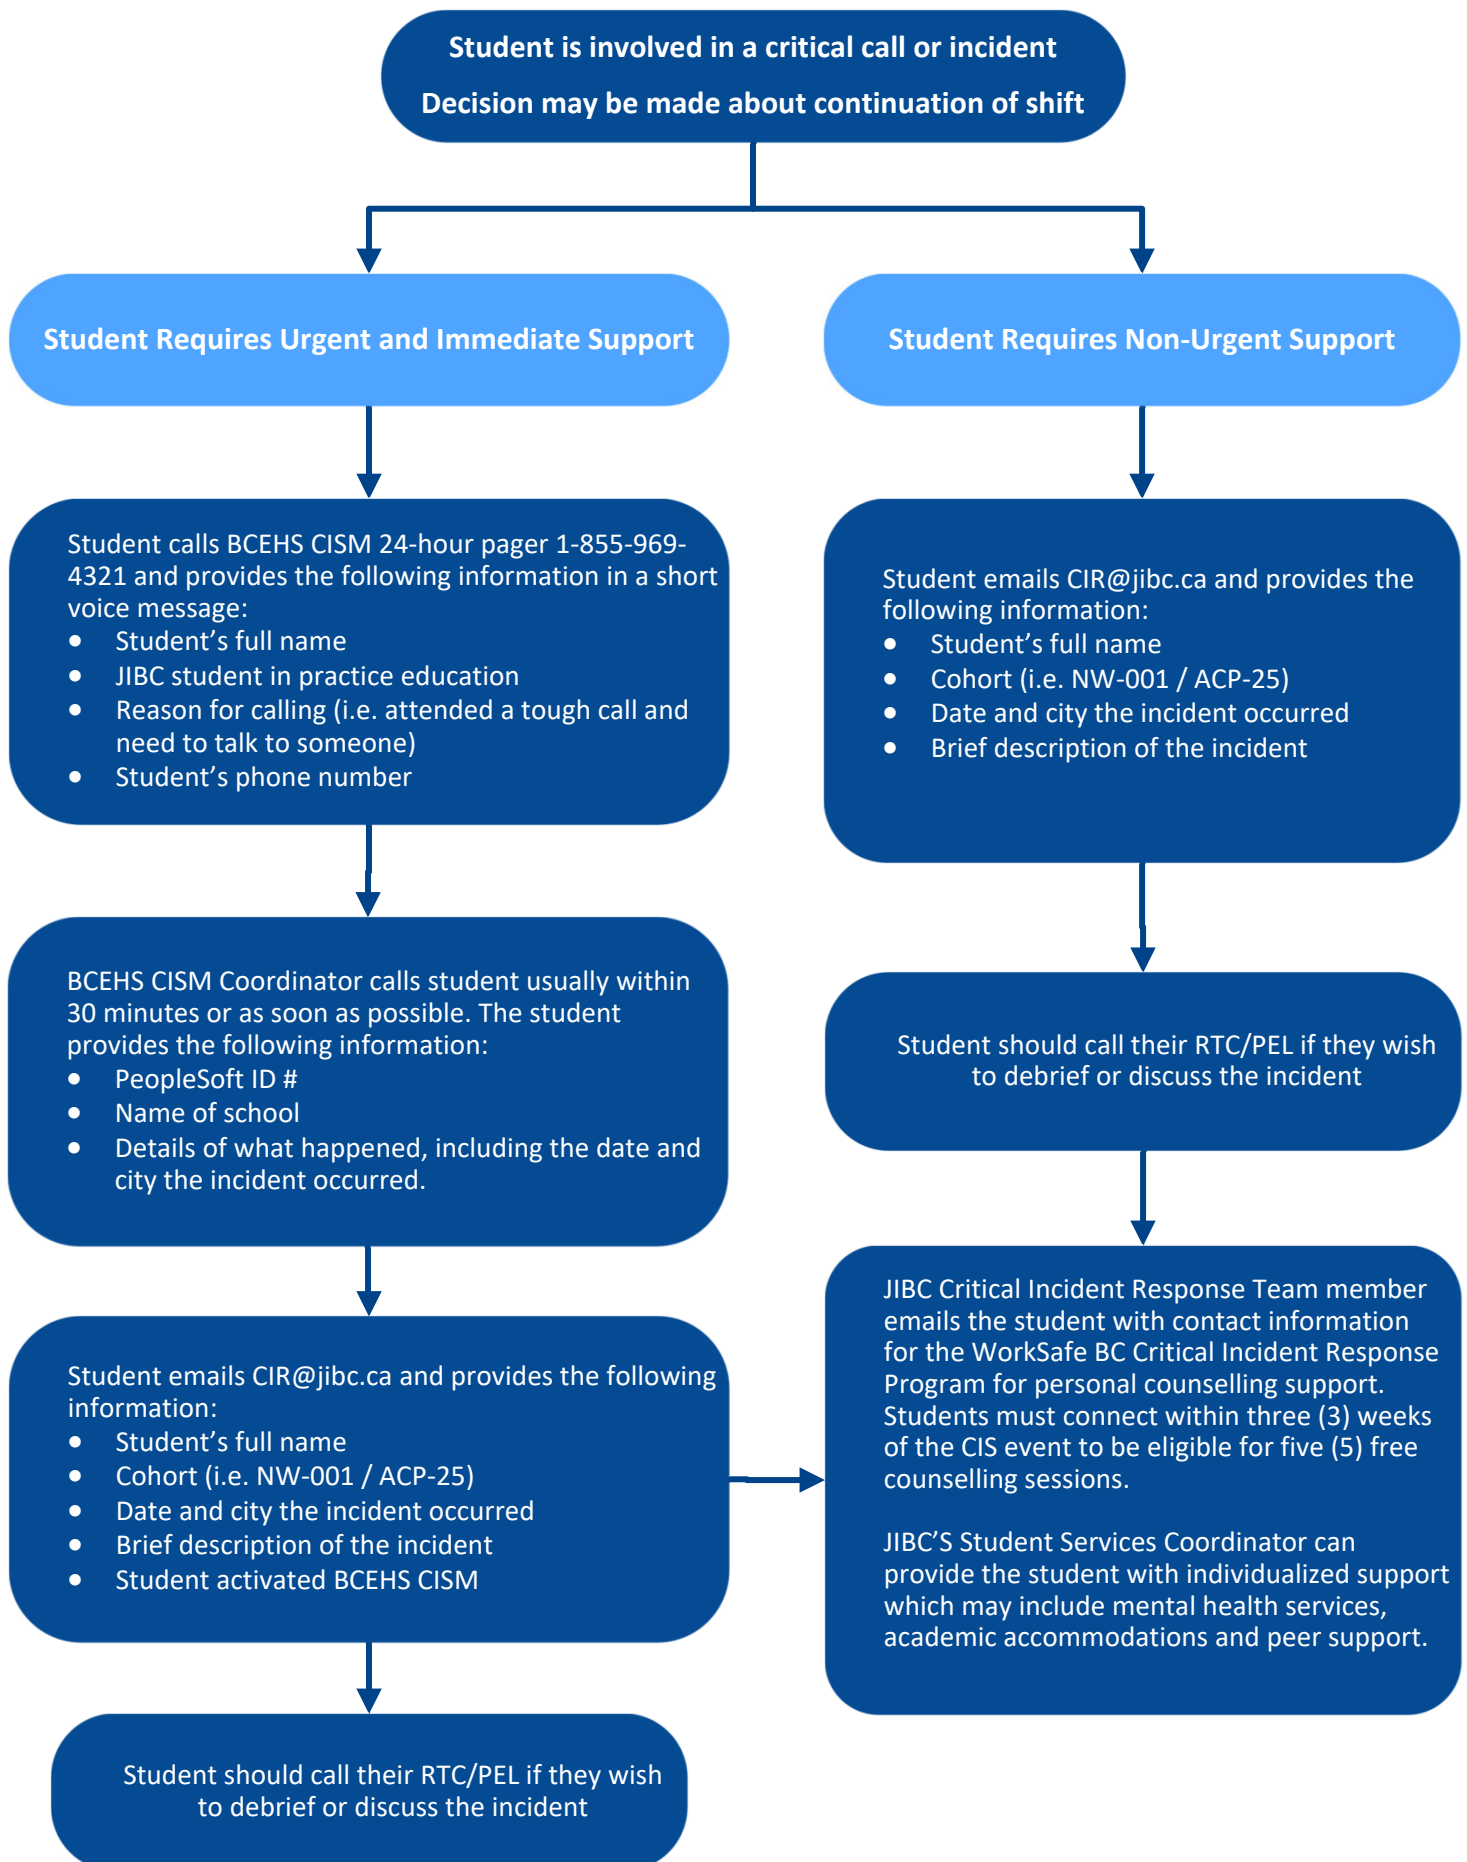 Student is involved in a critical call or incident
Decision may be made about continuation of shift
Student Requires Urgent and Immediate Support
Student calls BCEHS CISM 24-hour pager 1-855-969-
4321 and provides the following information in a short
voice message:
• Student’s full name
• JIBC student in practice education
• Reason for calling (i.e. attended a tough call and
need to talk to someone)
• Student’s phone number
BCEHS CISM Coordinator calls student usually within
30 minutes or as soon as possible. The student
provides the following information:
• PeopleSoft ID #
• Name of school
• Details of what happened, including the date and
city the incident occurred.
Student emails CIR@jibc.ca and provides the following
information:
• Student’s full name
• Cohort (i.e. NW-001 / ACP-25)
• Date and city the incident occurred
• Brief description of the incident
• Student activated BCEHS CISM
Student should call their RTC/PEL if they wish
to debrief or discuss the incident
Student Requires Non-Urgent Support
Student emails CIR@jibc.ca and provides the
following information:
• Student’s full name
• Cohort (i.e. NW-001 / ACP-25)
• Date and city the incident occurred
• Brief description of the incident
Student should call their RTC/PEL if they wish
to debrief or discuss the incident
JIBC Critical Incident Response Team member
emails the student with contact information
for the WorkSafe BC Critical Incident Response
Program for personal counselling support.
Students must connect within three (3) weeks
of the CIS event to be eligible for five (5) free
counselling sessions.
JIBC’S Student Services Coordinator can
provide the student with individualized support
which may include mental health services,
academic accommodations and peer support.